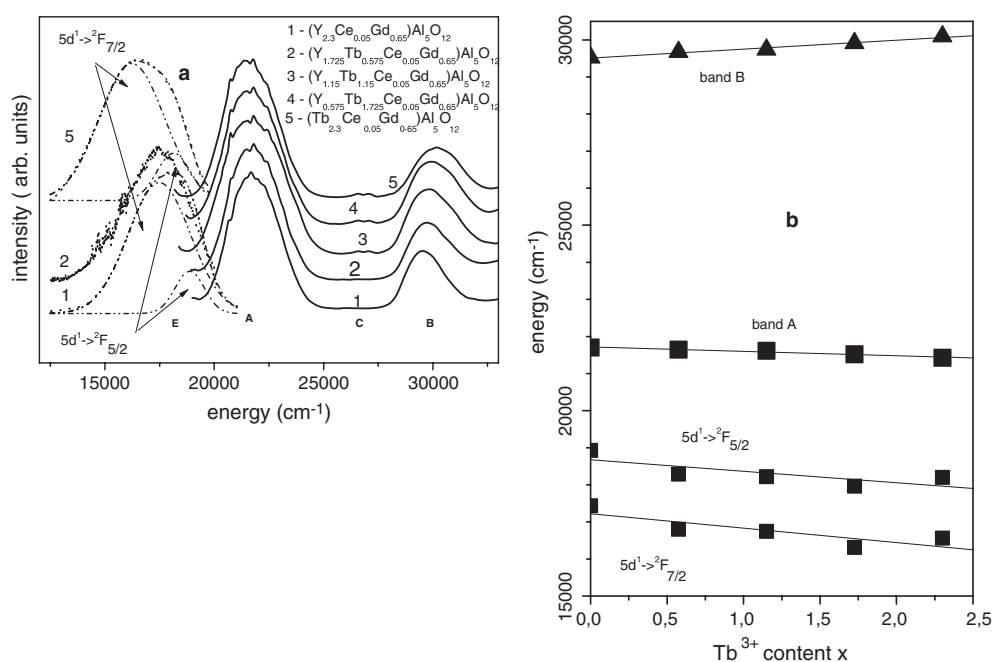 5d¹->²F7/2
a
1 - (Y2.3Ce0.05Gd0.65)Al5O12
2 - (Y1.725Tb0.575Ce0.05Gd0.65)Al5O12
3 - (Y1.15Tb1.15Ce0.05Gd0.65)Al5O12
4 - (Y0.575Tb1.725Ce0.05Gd0.65)Al5O12
5 - (Tb2.3Ce0.05Gd0.65)Al5O12
intensity ( arb. units)
5
2
1
5
4
3
2
1
5d¹->²F5/2
E
A
C
B
15000
20000
25000
30000
energy (cm⁻¹)
30000
25000
20000
15000
energy (cm⁻¹)
band B
b
band A
5d¹->²F5/2
5d¹->²F7/2
0,0
0,5
1,0
1,5
2,0
2,5
Tb³⁺ content x